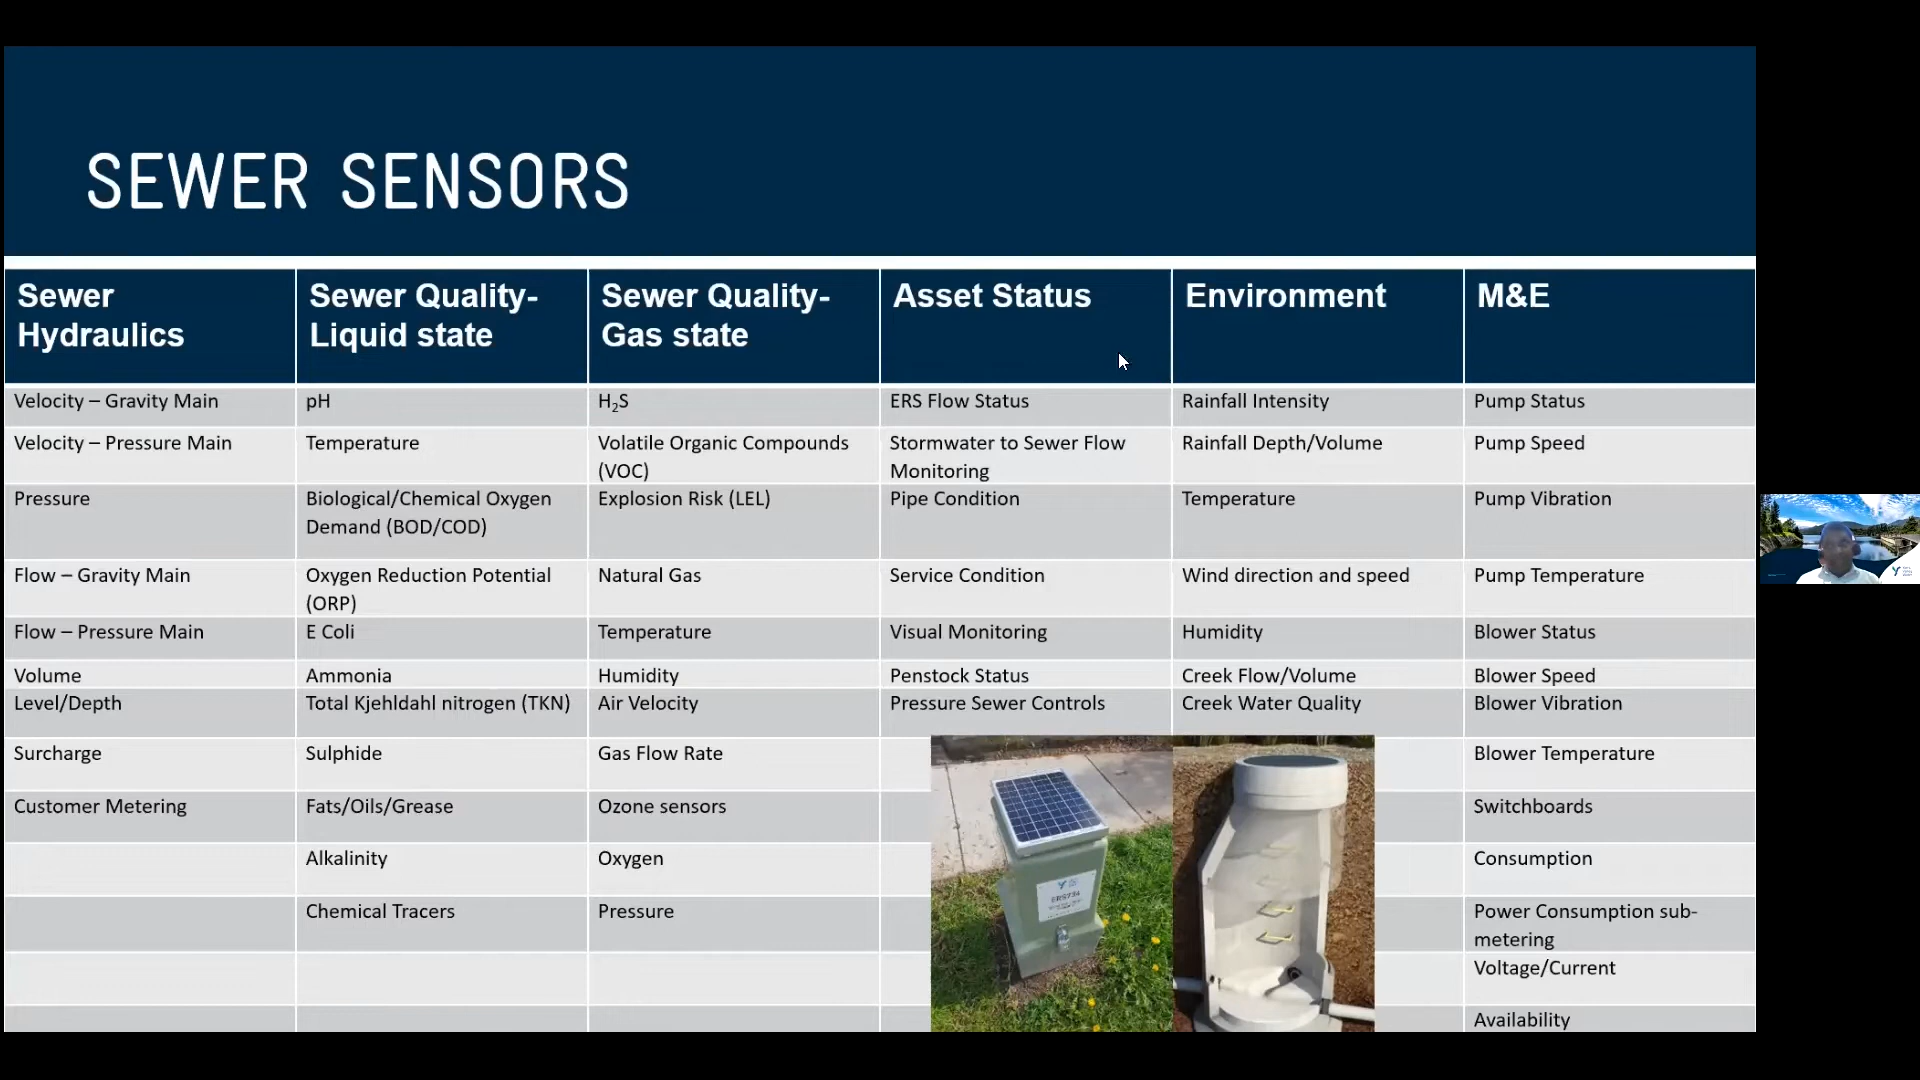 SEWER SENSORS
Sewer
Hydraulics
Sewer Quality-
Liquid state
Sewer Quality-
Gas state
Asset Status
Environment
M&E
Velocity – Gravity Main
pH
H₂S
ERS Flow Status
Rainfall Intensity
Pump Status
Velocity – Pressure Main
Temperature
Volatile Organic Compounds
(VOC)
Stormwater to Sewer Flow
Monitoring
Rainfall Depth/Volume
Pump Speed
Pressure
Biological/Chemical Oxygen
Demand (BOD/COD)
Explosion Risk (LEL)
Pipe Condition
Temperature
Pump Vibration
Flow – Gravity Main
Oxygen Reduction Potential
(ORP)
Natural Gas
Service Condition
Wind direction and speed
Pump Temperature
Flow – Pressure Main
E Coli
Temperature
Visual Monitoring
Humidity
Blower Status
Volume
Ammonia
Humidity
Penstock Status
Creek Flow/Volume
Blower Speed
Level/Depth
Total Kjehldahl nitrogen (TKN)
Air Velocity
Pressure Sewer Controls
Creek Water Quality
Blower Vibration
Surcharge
Sulphide
Gas Flow Rate
Blower Temperature
Customer Metering
Fats/Oils/Grease
Ozone sensors
Switchboards
Alkalinity
Oxygen
Consumption
Chemical Tracers
Pressure
Power Consumption sub-
metering
Voltage/Current
Availability